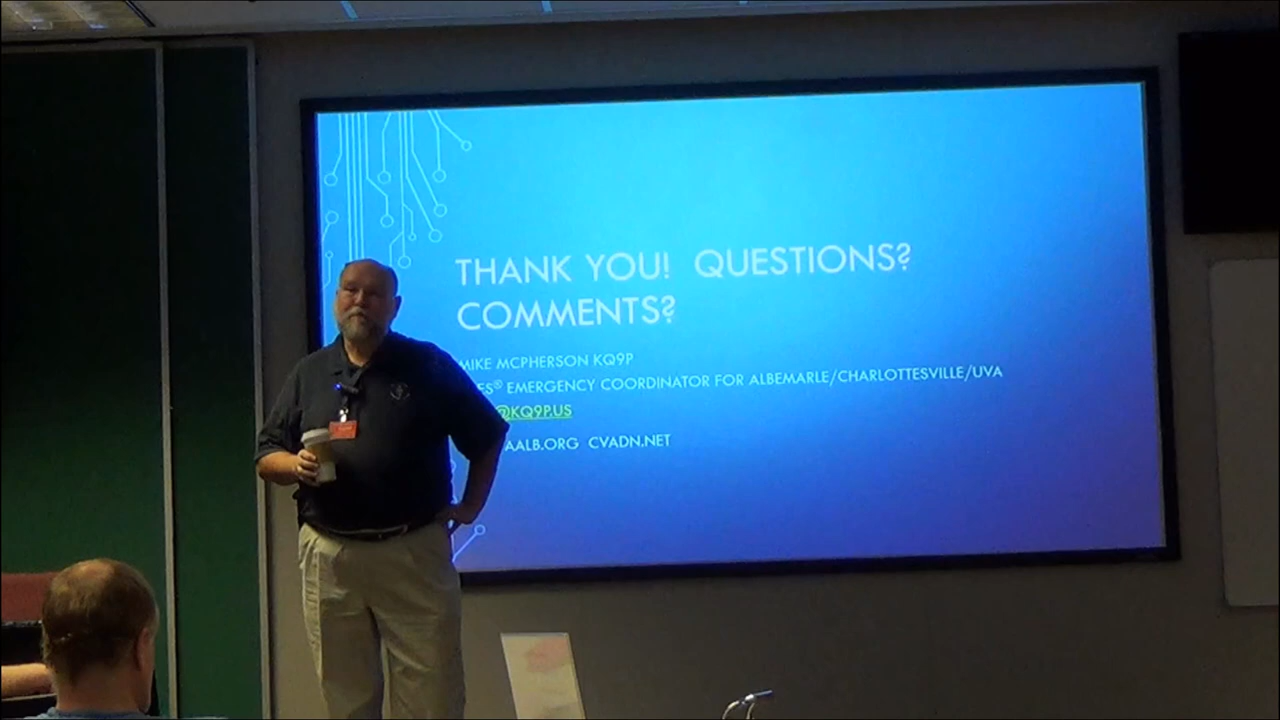 THANK YOU! QUESTIONS?
COMMENTS?
MIKE MCPHERSON KQ9P
ES® EMERGENCY COORDINATOR FOR ALBEMARLE/CHARLOTTESVILLE/UVA
@KQ9P.US
AALB.ORG CVADN.NET